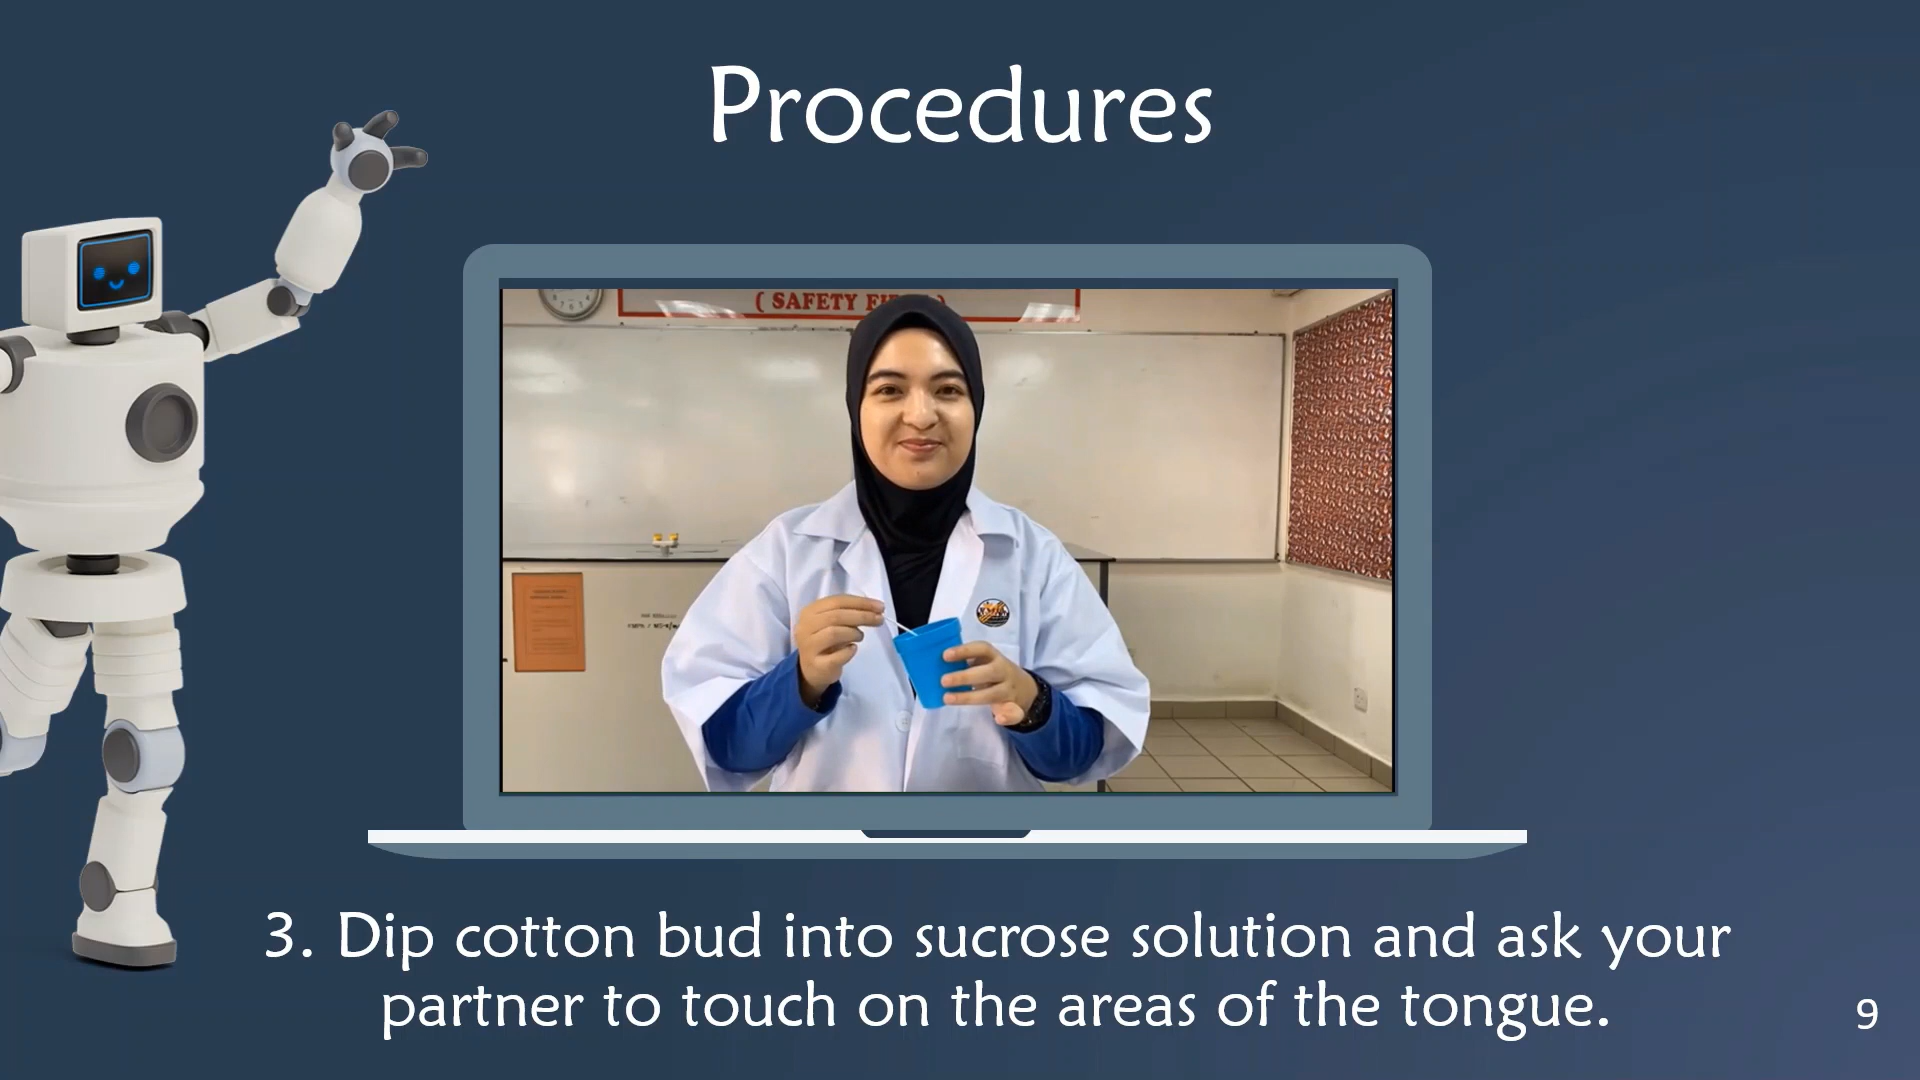 Procedures
( SAFETY
3. Dip cotton bud into sucrose solution and ask your
partner to touch on the areas of the tongue.
9